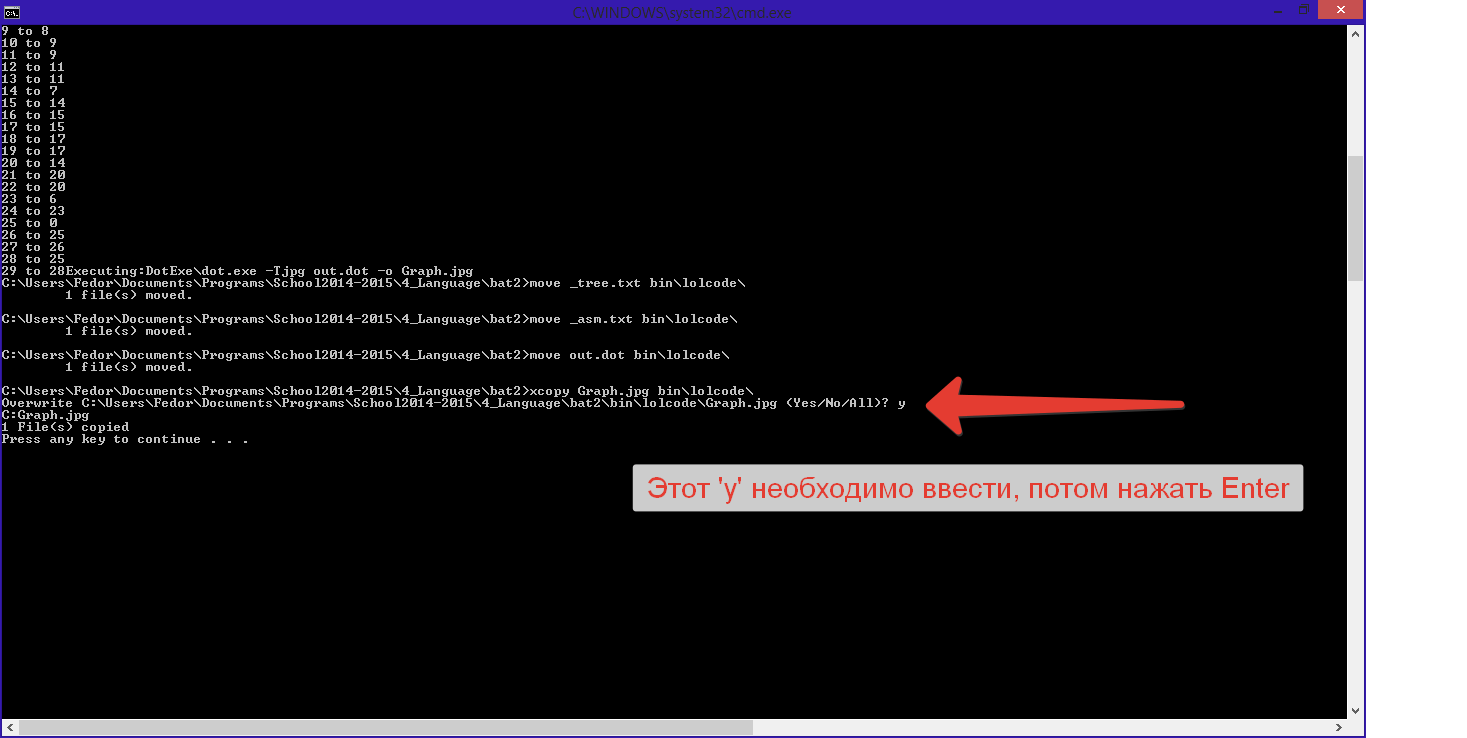 C:\WINDOWS\system32\cmd.exe
9 to 8
10 to 9
11 to 9
12 to 11
13 to 11
14 to 7
15 to 14
16 to 15
17 to 15
18 to 17
19 to 17
20 to 14
21 to 20
22 to 20
23 to 6
24 to 23
25 to 0
26 to 25
27 to 26
28 to 25
29 to 28Executing:DotExe\dot.exe -Tjpg out.dot -o Graph.jpg
C:\Users\Fedor\Documents\Programs\School2014-2015\4_Language\bat2>move _tree.txt bin\lolcode\
1 file(s) moved.
C:\Users\Fedor\Documents\Programs\School2014-2015\4_Language\bat2>move _asm.txt bin\lolcode\
1 file(s) moved.
C:\Users\Fedor\Documents\Programs\School2014-2015\4_Language\bat2>move out.dot bin\lolcode\
1 file(s) moved.
C:\Users\Fedor\Documents\Programs\School2014-2015\4_Language\bat2>xcopy Graph.jpg bin\lolcode\
Overwrite C:\Users\Fedor\Documents\Programs\School2014-2015\4_Language\bat2\bin\lolcode\Graph.jpg (Yes/No/All)? y
C:Graph.jpg
1 File(s) copied
Press any key to continue . . .
Этот 'y' необходимо ввести, потом нажать Enter